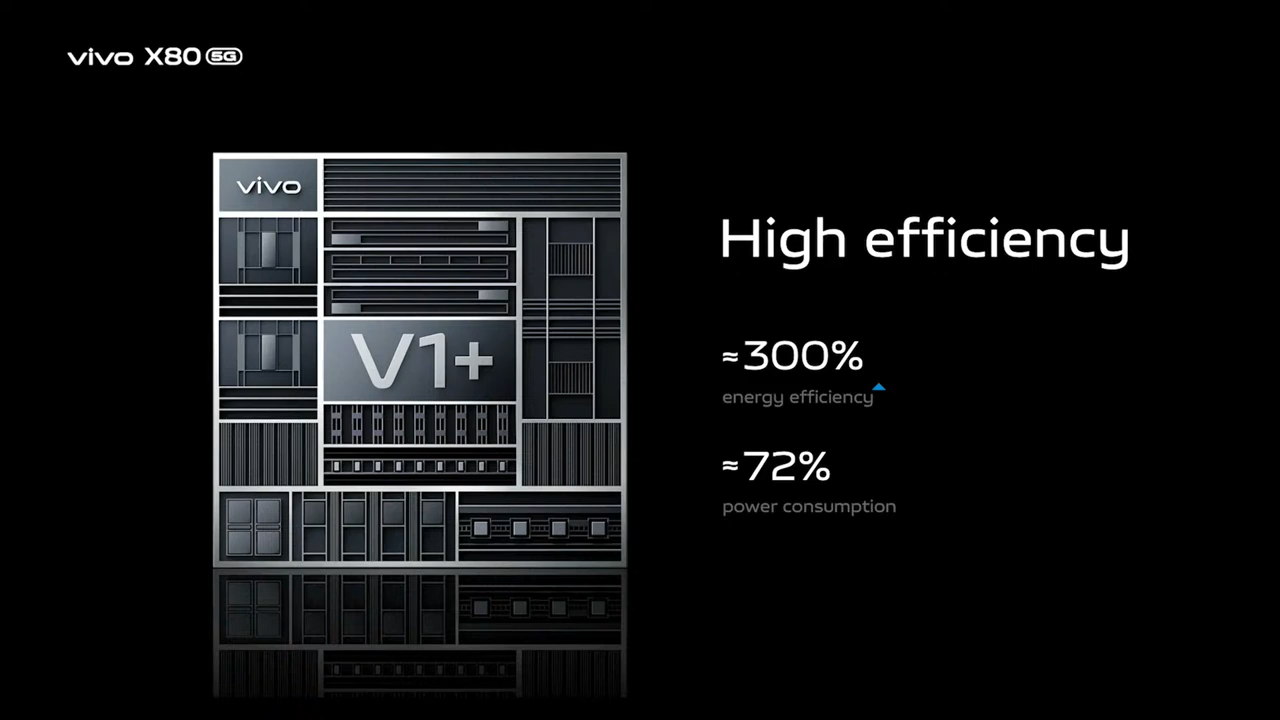 vivo X80 5G
vivo
V1+
High efficiency
≈300%
energy efficiency
≈72%
power consumption